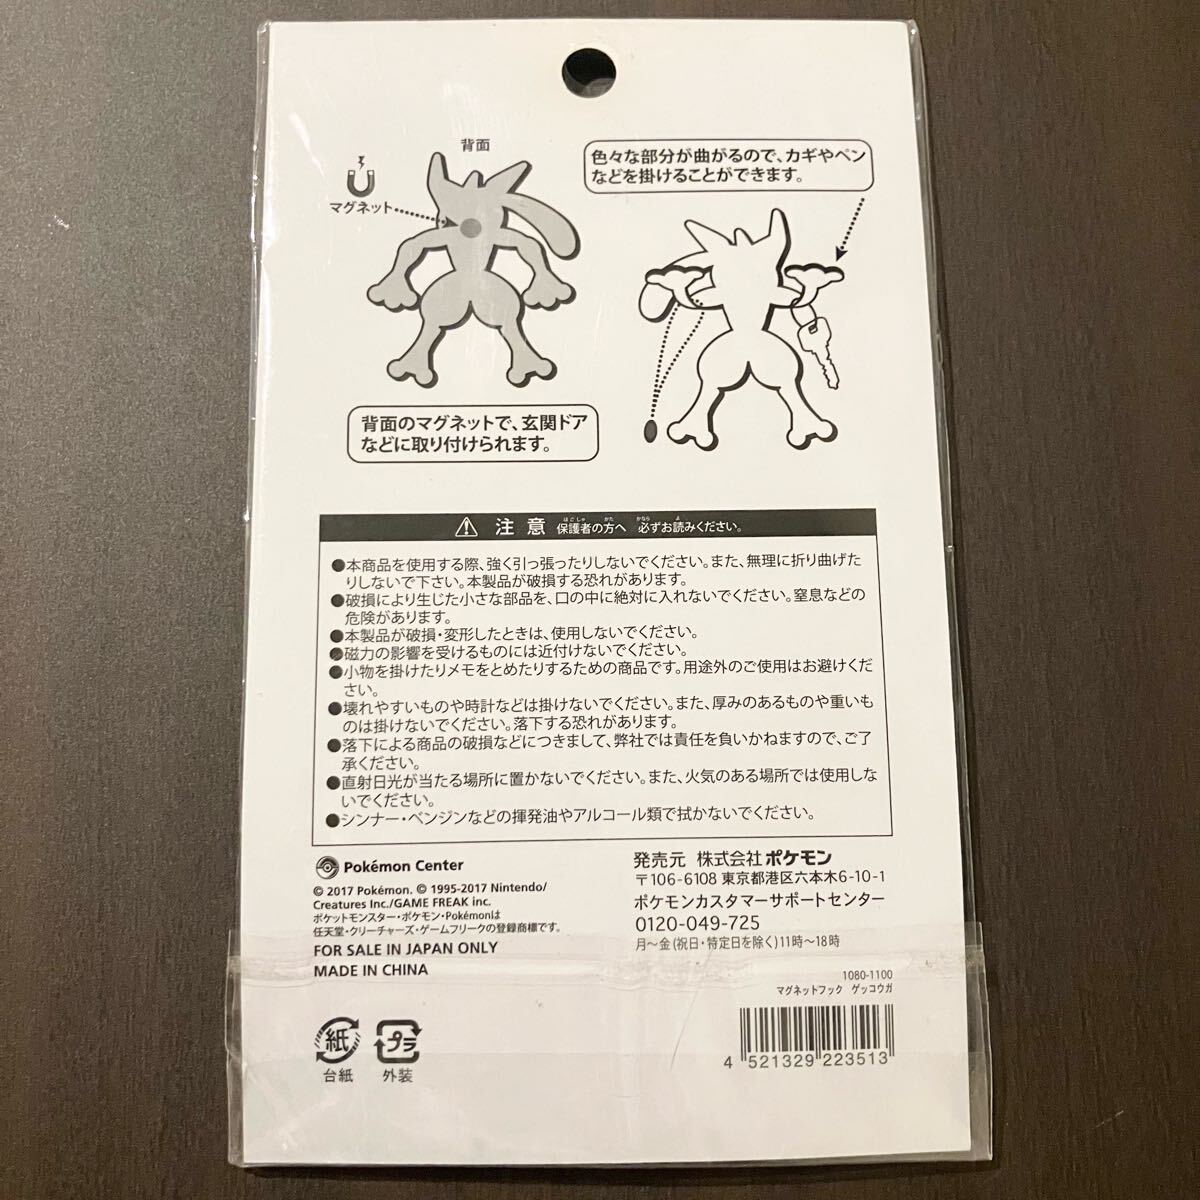 背面
マグネット
色々な部分が曲がるので、カギやペン
などを掛けることができます。
背面のマグネットで、玄関ドア
などに取り付けられます。
注意 保護者の方へ 必ずお読みください。
●本商品を使用する際、強く引っ張ったりしないでください。また、無理に折り曲げた
りしないで下さい。本製品が破損する恐れがあります。
●破損により生じた小さな部品を、口の中に絶対に入れないでください。窒息などの
危険があります。
●本製品が破損・変形したときは、使用しないでください。
●磁力の影響を受けるものには近付けないでください。
●小物を掛けたりメモをとめたりするための商品です。用途外のご使用はお避けくだ
さい。
●壊れやすいものや時計などは掛けないでください。また、厚みのあるものや重いも
のは掛けないでください。落下する恐れがあります。
●落下による商品の破損などにつきまして、弊社では責任を負いかねますので、ご了
承ください。
●直射日光が当たる場所に置かないでください。また、火気のある場所では使用しな
いでください。
●シンナー・ベンジンなどの揮発油やアルコール類で拭かないでください。
Pokémon Center
© 2017 Pokémon. © 1995-2017 Nintendo/
Creatures Inc./GAME FREAK inc.
ポケットモンスター・ポケモン・Pokémonは
任天堂・クリーチャーズ・ゲームフリークの登録商標です。
FOR SALE IN JAPAN ONLY
MADE IN CHINA
発売元 株式会社ポケモン
〒106-6108 東京都港区六本木6-10-1
ポケモンカスタマーサポートセンター
0120-049-725
月～金(祝日・特定日を除く)11時～18時
1080-1100
マグネットフック ゲッコウガ
4 521329 223513
紙
台紙
プラ
外装